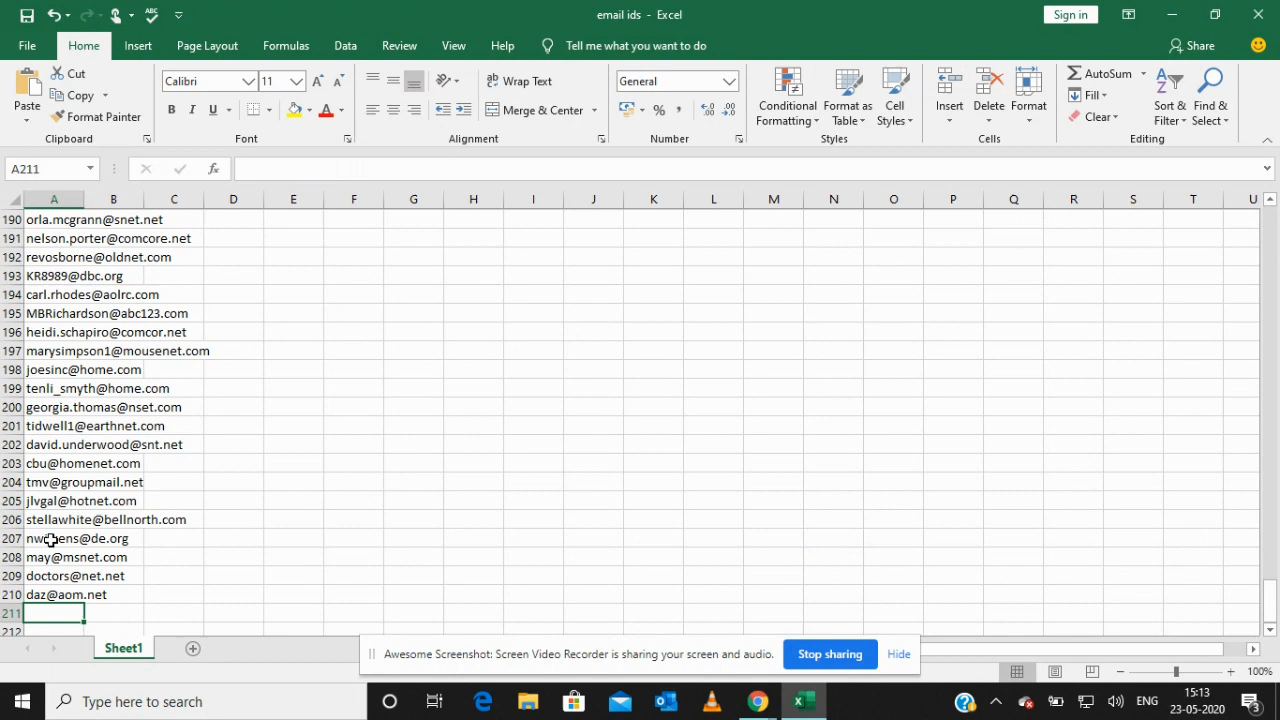 email ids - Excel
Sign in
File Home Insert Page Layout Formulas Data Review View Help Tell me what you want to do Share
Paste Cut Copy Format Painter
Calibri 11
B I U A
Wrap Text
Merge & Center
General
% ,
Conditional Formatting
Format as Table
Cell Styles
Insert Delete Format
AutoSum
Fill
Clear
Sort & Filter
Find & Select
Clipboard Font Alignment Number Styles Cells Editing
A211 fx
A B C D E F G H I J K L M N O P Q R S T U
190 orla.mcgrann@snet.net
191 nelson.porter@comcore.net
192 revosborne@oldnet.com
193 KR8989@dbc.org
194 carl.rhodes@aolrc.com
195 MBRichardson@abc123.com
196 heidi.schapiro@comcor.net
197 marysimpson1@mousenet.com
198 joesinc@home.com
199 tenli_smyth@home.com
200 georgia.thomas@nset.com
201 tidwell1@earthnet.com
202 david.underwood@snt.net
203 cbu@homenet.com
204 tmv@groupmail.net
205 jlvgal@hotnet.com
206 stellawhite@bellnorth.com
207
208 may@msnet.com
209 doctors@net.net
210 daz@aom.net
211
212
Sheet1
Awesome Screenshot: Screen Video Recorder is sharing your screen and audio. Stop sharing Hide
100%
Type here to search
ENG
15:13
23-05-2020
3